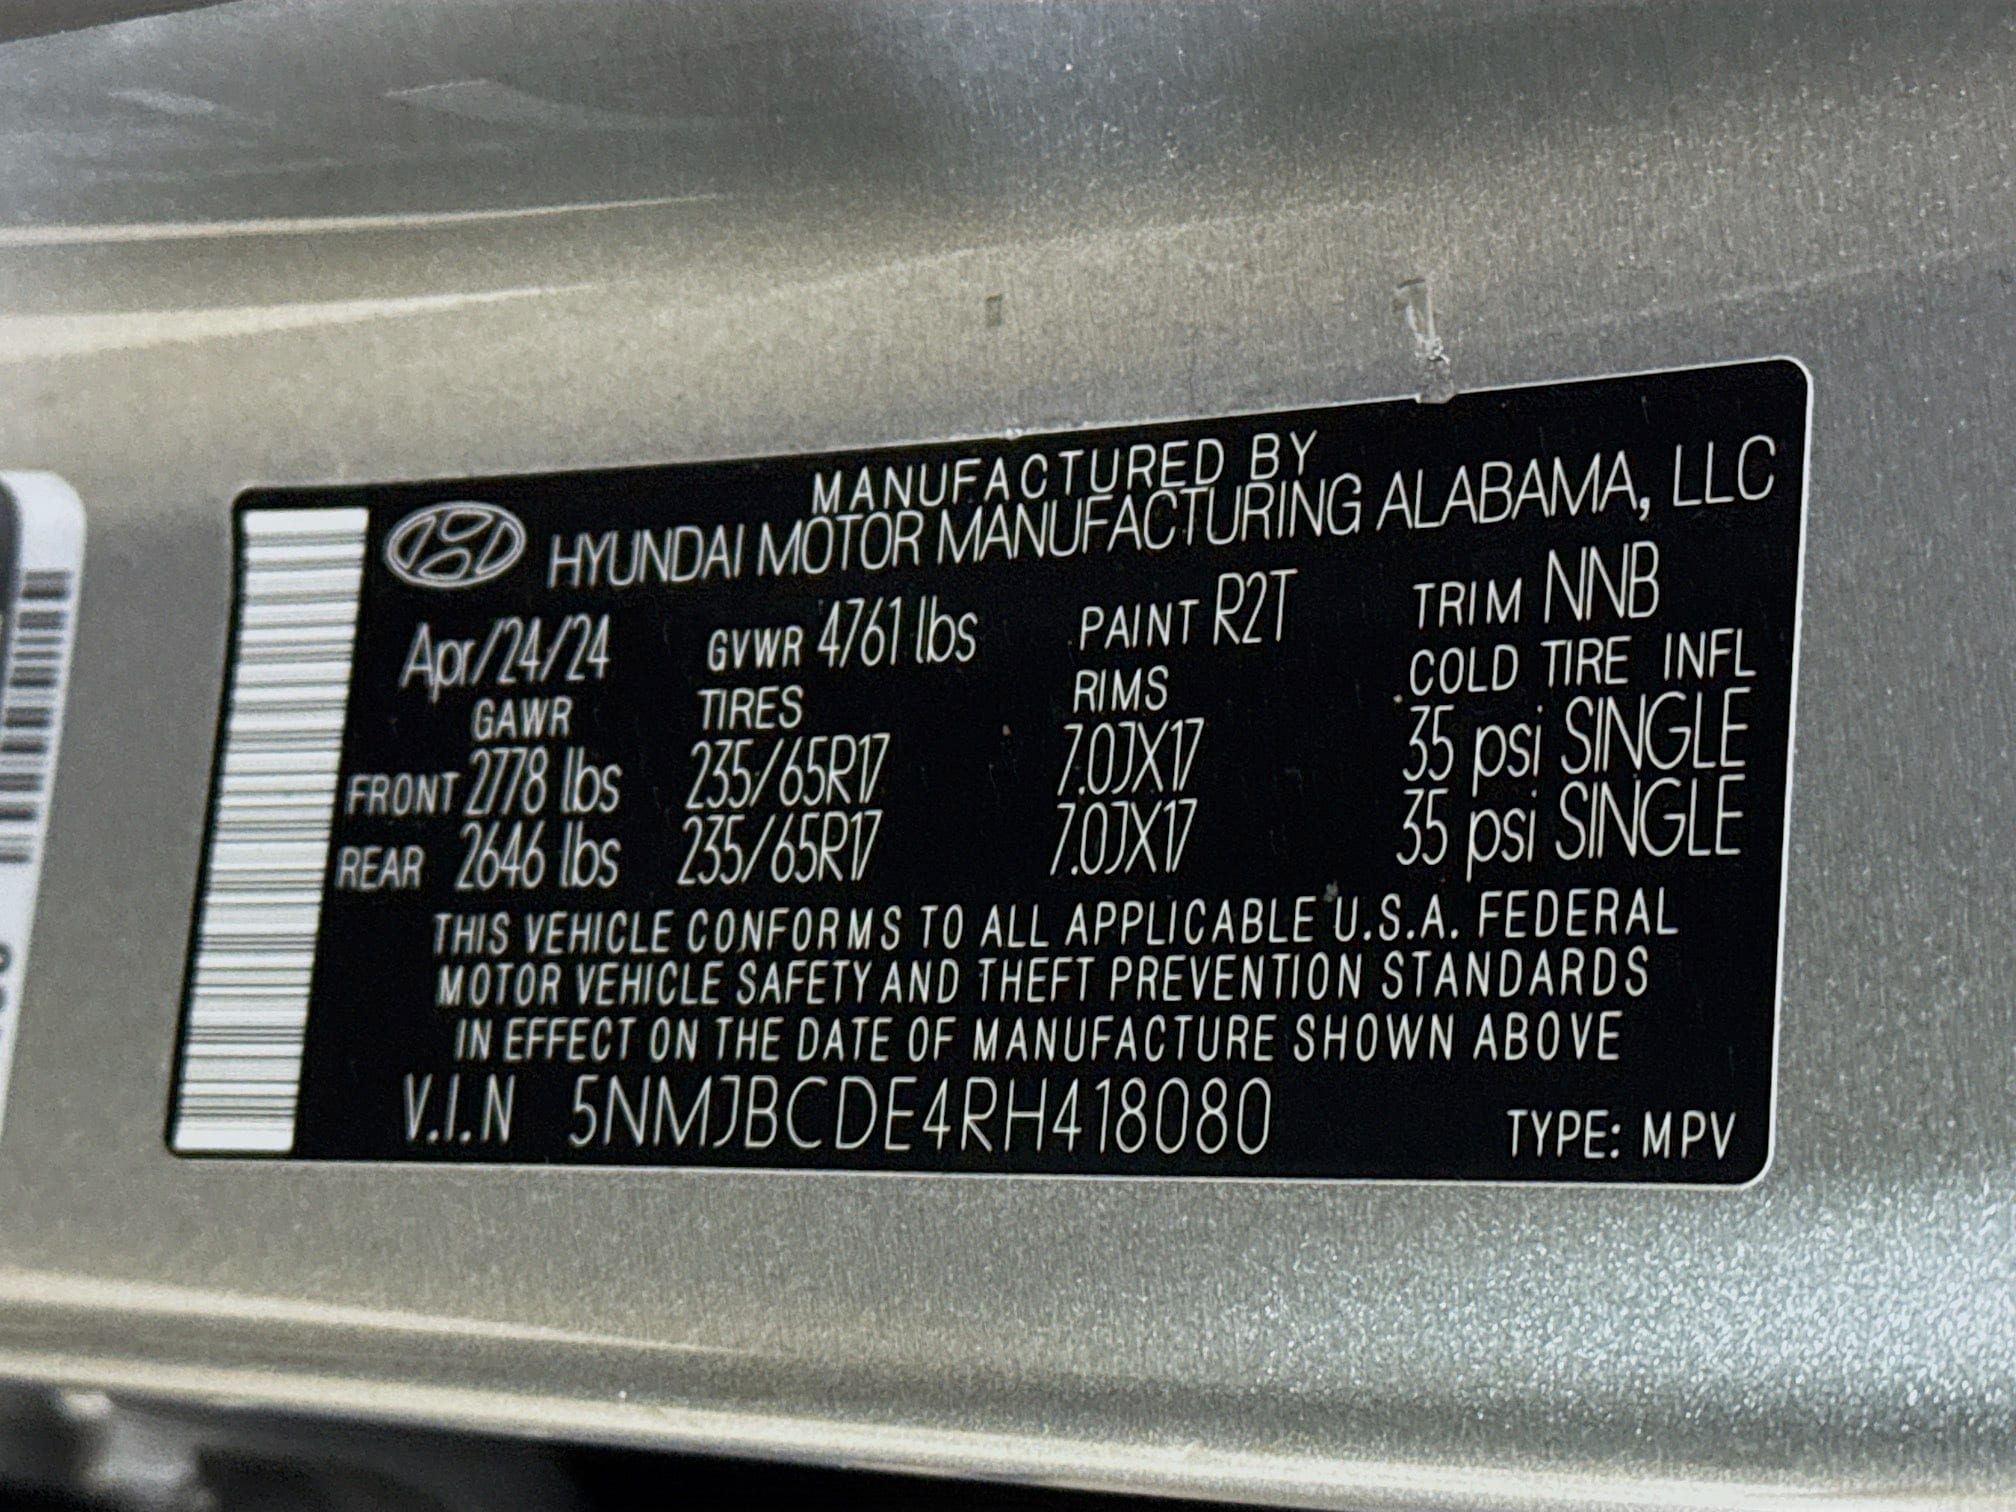 MANUFACTURED BY
HYUNDAI MOTOR MANUFACTURING ALABAMA, LLC
Apr/24/24 GVWR 4761 lbs PAINT R2T TRIM NNB
GAWR TIRES RIMS COLD TIRE INFL
FRONT 2778 lbs 235/65R17 7.0JX17 35 psi SINGLE
REAR 2646 lbs 235/65R17 7.0JX17 35 psi SINGLE
THIS VEHICLE CONFORMS TO ALL APPLICABLE U.S.A. FEDERAL
MOTOR VEHICLE SAFETY AND THEFT PREVENTION STANDARDS
IN EFFECT ON THE DATE OF MANUFACTURE SHOWN ABOVE
V.I.N 5NMJBCDE4RH418080 TYPE: MPV